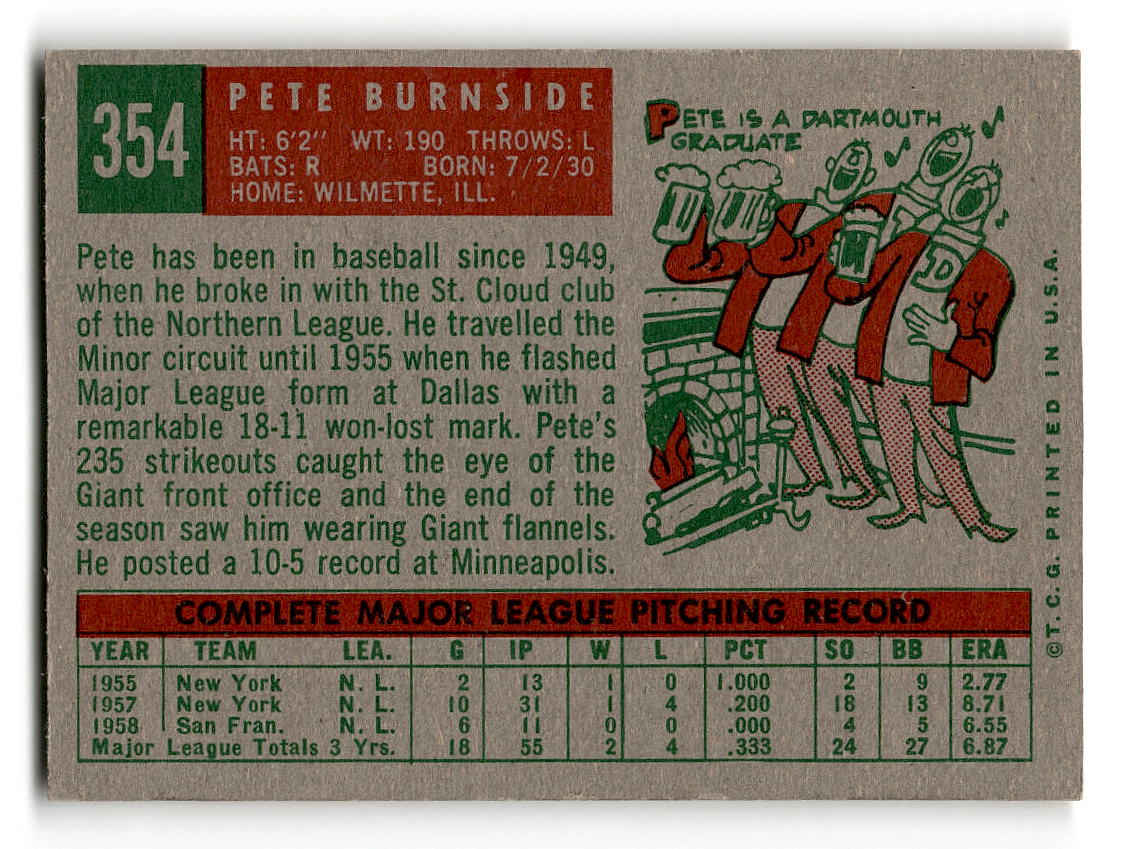 354
PETE BURNSIDE
HT: 6'2" WT: 190 THROWS: L
BATS: R BORN: 7/2/30
HOME: WILMETTE, ILL.
PETE IS A DARTMOUTH
GRADUATE
D
D
Pete has been in baseball since 1949,
when he broke in with the St. Cloud club
of the Northern League. He travelled the
Minor circuit until 1955 when he flashed
Major League form at Dallas with a
remarkable 18-11 won-lost mark. Pete's
235 strikeouts caught the eye of the
Giant front office and the end of the
season saw him wearing Giant flannels.
He posted a 10-5 record at Minneapolis.
COMPLETE MAJOR LEAGUE PITCHING RECORD
YEAR TEAM LEA. G IP W L PCT SO BB ERA
1955 New York N. L. 2 13 1 0 1.000 2 9 2.77
1957 New York N. L. 10 31 1 4 .200 18 13 8.71
1958 San Fran. N. L. 6 11 0 0 .000 4 5 6.55
Major League Totals 3 Yrs. 18 55 2 4 .333 24 27 6.87
©T. C. G. PRINTED IN U.S.A.